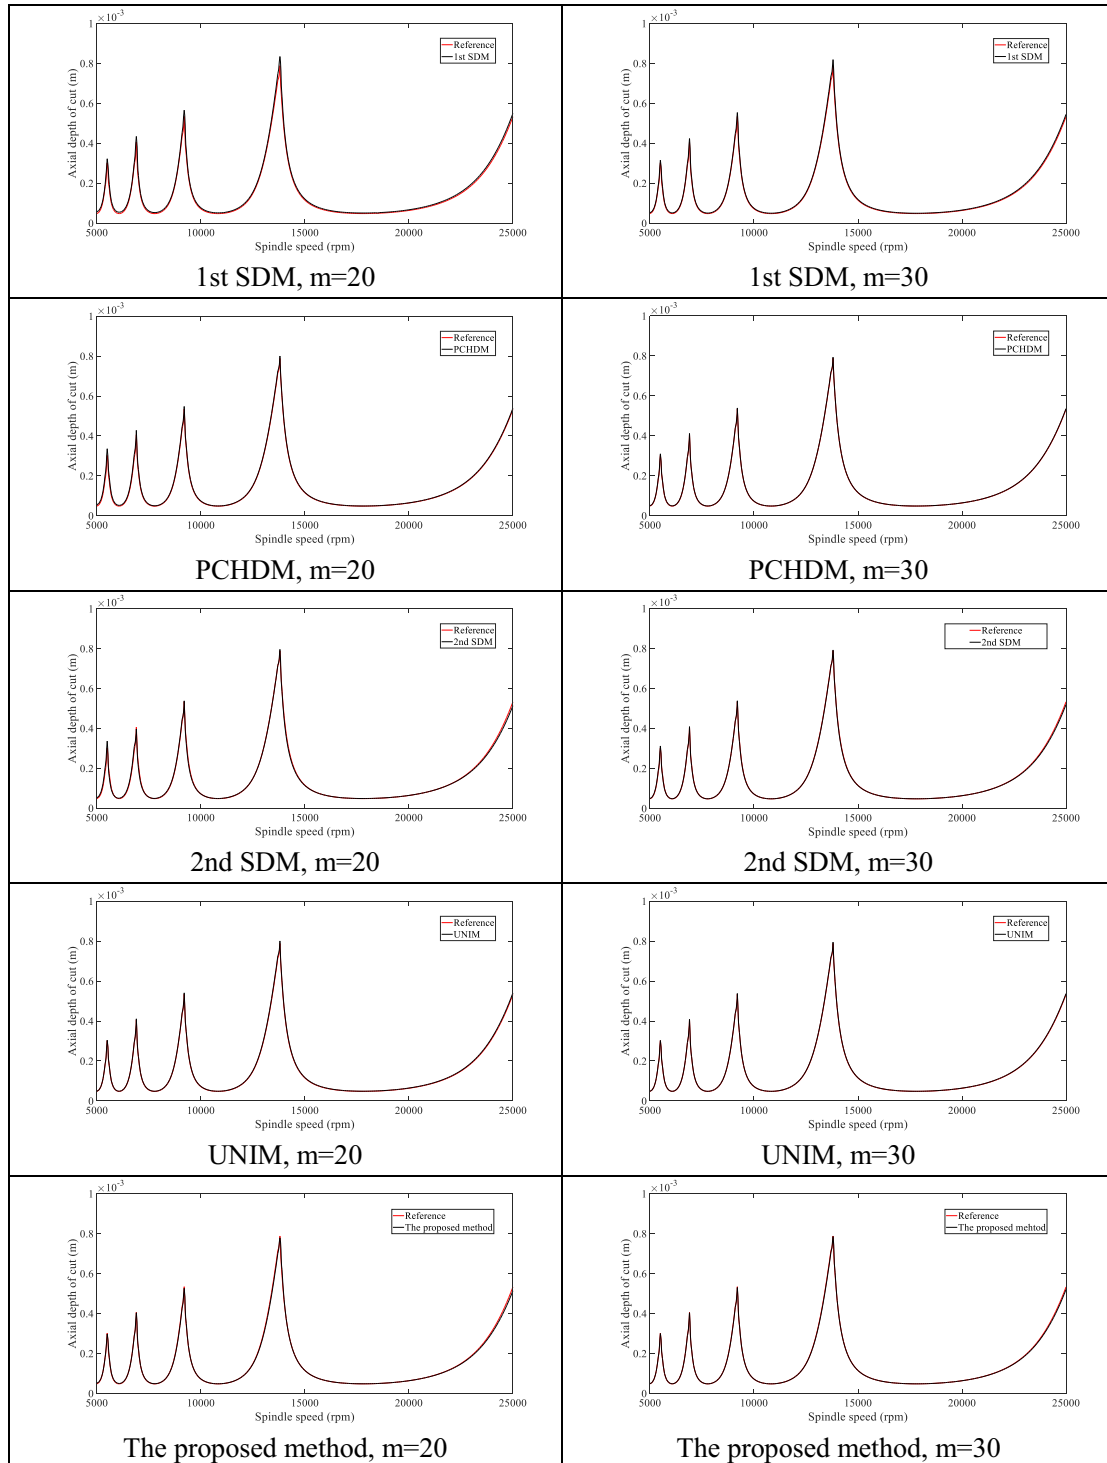 ×10⁻³
1
0.8
0.6
0.4
0.2
0
Axial depth of cut (m)
Reference
1st SDM
5000 10000 15000 20000 25000
Spindle speed (rpm)
1st SDM, m=20
×10⁻³
1
0.8
0.6
0.4
0.2
0
Axial depth of cut (m)
Reference
1st SDM
5000 10000 15000 20000 25000
Spindle speed (rpm)
1st SDM, m=30
×10⁻³
1
0.8
0.6
0.4
0.2
0
Axial depth of cut (m)
Reference
PCHDM
5000 10000 15000 20000 25000
Spindle speed (rpm)
PCHDM, m=20
×10⁻³
1
0.8
0.6
0.4
0.2
0
Axial depth of cut (m)
Reference
PCHDM
5000 10000 15000 20000 25000
Spindle speed (rpm)
PCHDM, m=30
×10⁻³
1
0.8
0.6
0.4
0.2
0
Axial depth of cut (m)
Reference
2nd SDM
5000 10000 15000 20000 25000
Spindle speed (rpm)
2nd SDM, m=20
×10⁻³
1
0.8
0.6
0.4
0.2
0
Axial depth of cut (m)
Reference
2nd SDM
5000 10000 15000 20000 25000
Spindle speed (rpm)
2nd SDM, m=30
×10⁻³
1
0.8
0.6
0.4
0.2
0
Axial depth of cut (m)
Reference
UNIM
5000 10000 15000 20000 25000
Spindle speed (rpm)
UNIM, m=20
×10⁻³
1
0.8
0.6
0.4
0.2
0
Axial depth of cut (m)
Reference
UNIM
5000 10000 15000 20000 25000
Spindle speed (rpm)
UNIM, m=30
×10⁻³
1
0.8
0.6
0.4
0.2
0
Axial depth of cut (m)
Reference
The proposed method
5000 10000 15000 20000 25000
Spindle speed (rpm)
The proposed method, m=20
×10⁻³
1
0.8
0.6
0.4
0.2
0
Axial depth of cut (m)
Reference
The proposed mehtod
5000 10000 15000 20000 25000
Spindle speed (rpm)
The proposed method, m=30